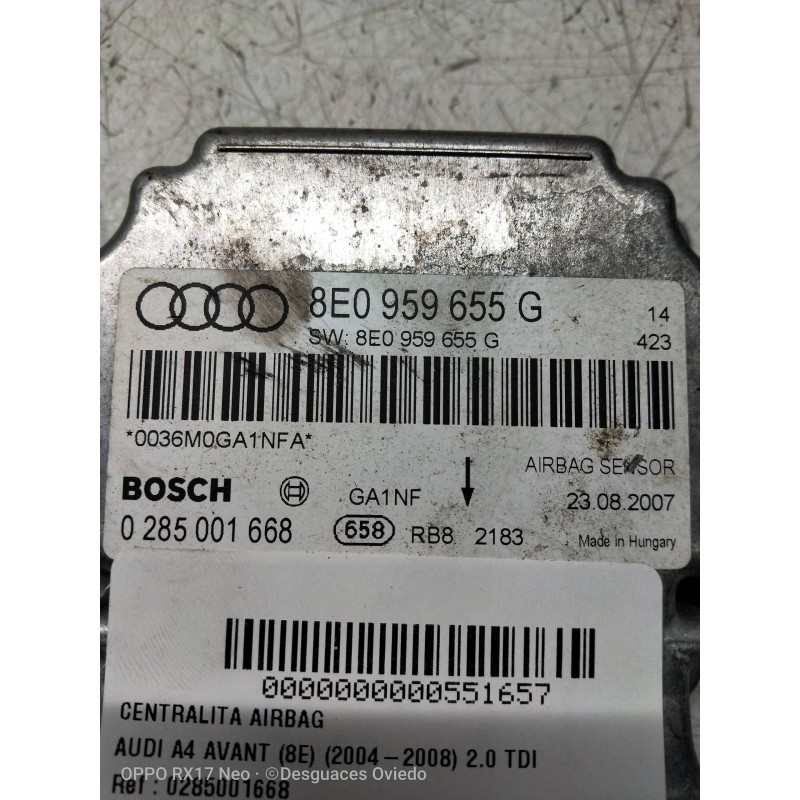 8E0 959 655 G
14
SW: 8E0 959 655 G
423
*0036M0GA1NFA*
AIRBAG SENSOR
BOSCH GA1NF
23.08.2007
0 285 001 668 658 RB8 2183
Made in Hungary
0000000000551657
CENTRALITA AIRBAG
AUDI A4 AVANT (8E) (2004-2008) 2.0 TDI
Ref : 0285001668
OPPO RX17 Neo · ©Desguaces Oviedo